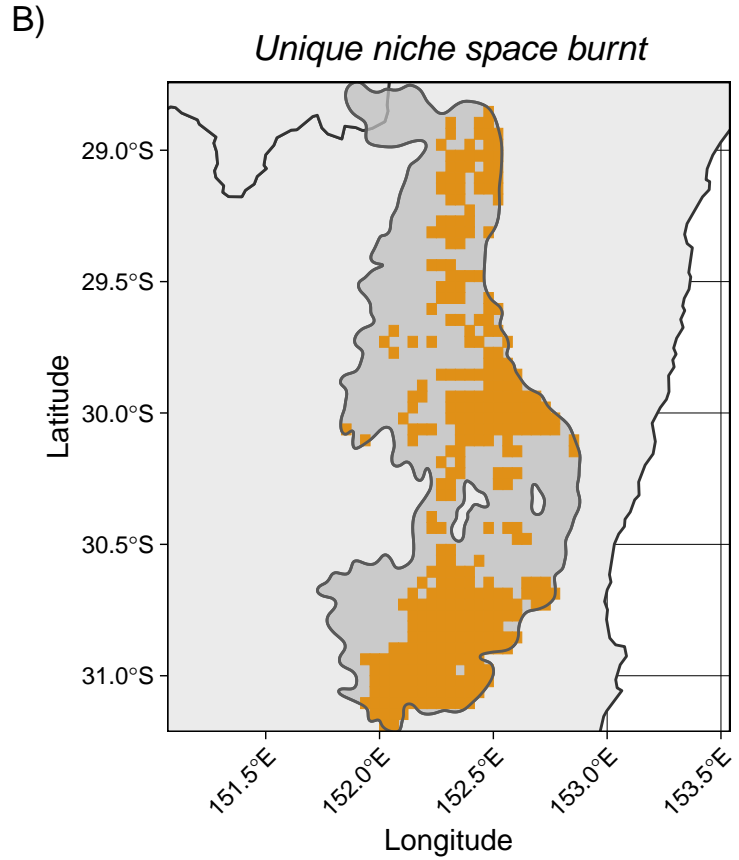 B)
Unique niche space burnt
29.0°S
29.5°S
30.0°S
30.5°S
31.0°S
Latitude
151.5°E
152.0°E
152.5°E
153.0°E
153.5°E
Longitude